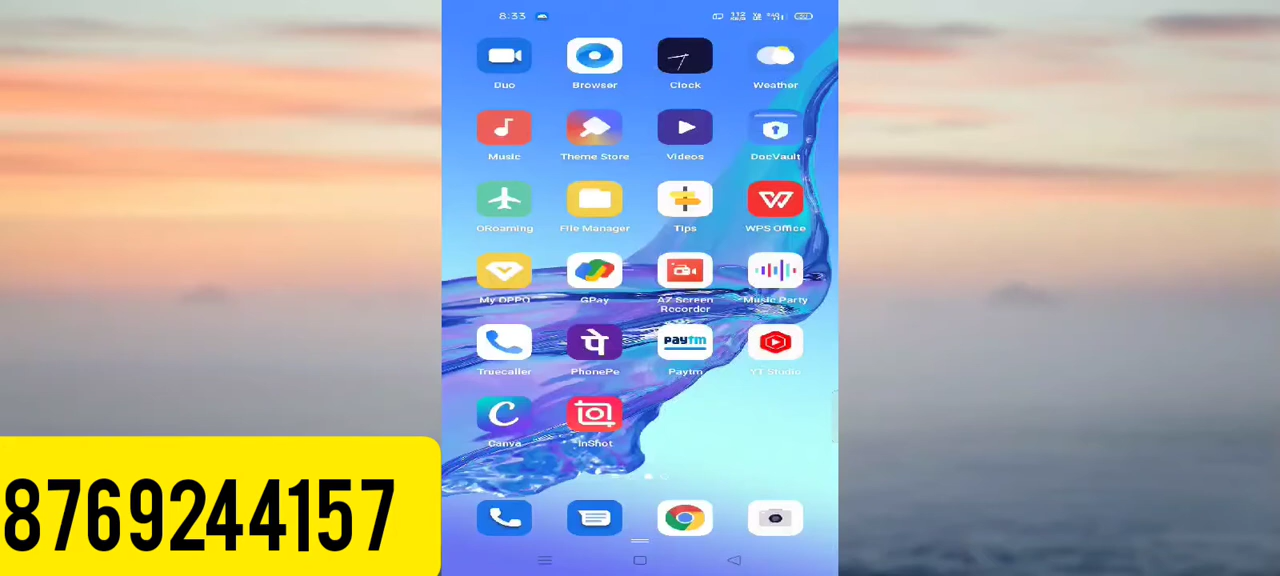 8:33
Duo Browser Clock Weather
Music Theme Store Videos DocVault
ORoaming File Manager Tips WPS Office
My OPPO GPay AZ Screen Recorder Music Party
पे Paytm
Truecaller PhonePe Paytm YT Studio
C
Canva InShot
8769244157